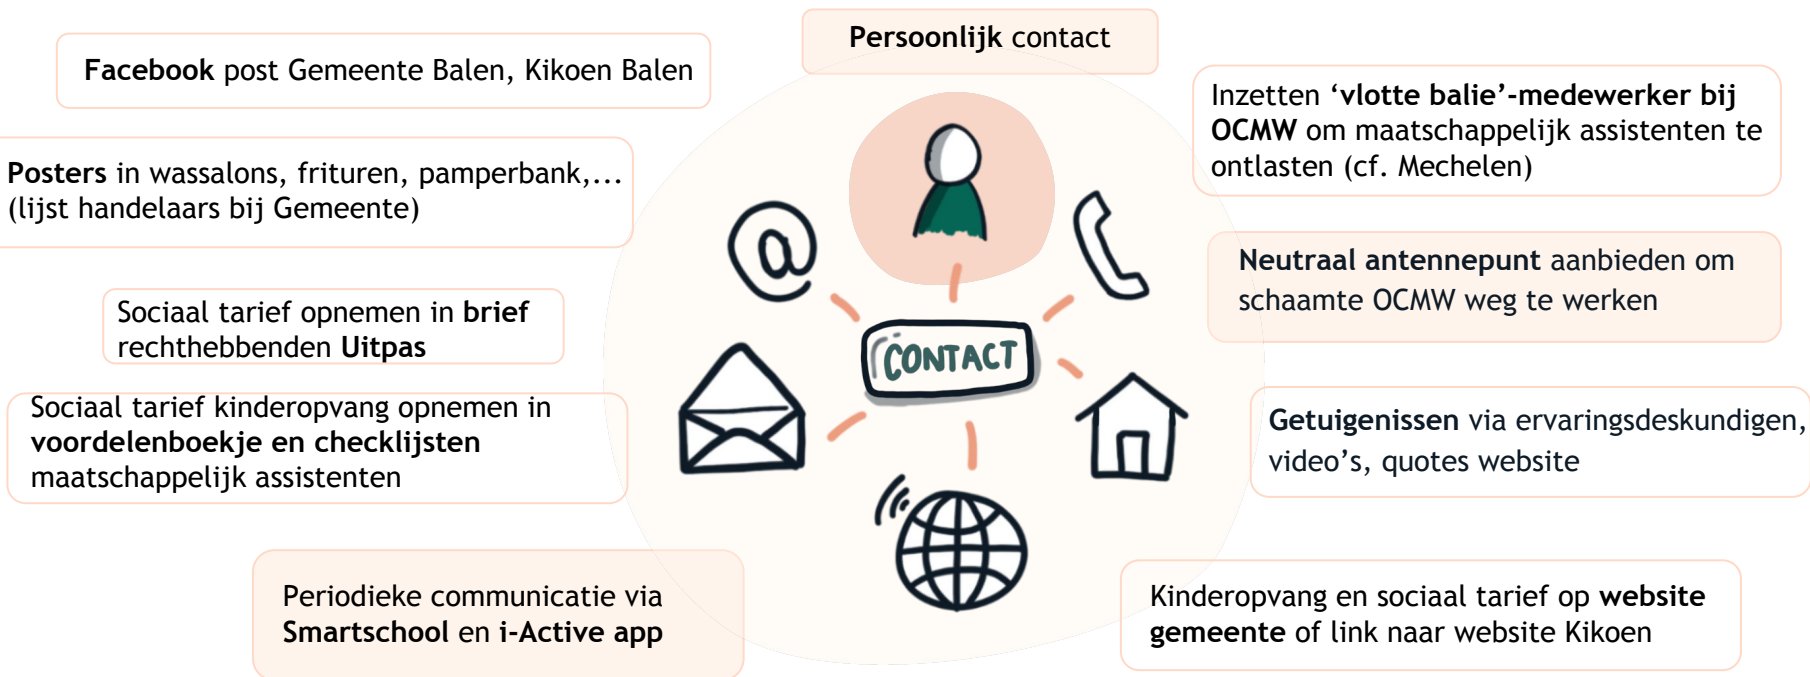 Persoonlijk contact
Facebook post Gemeente Balen, Kikoen Balen
Posters in wassalons, frituren, pamperbank,...
(lijst handelaars bij Gemeente)
Sociaal tarief opnemen in brief
rechthebbenden Uitpas
Sociaal tarief kinderopvang opnemen in
voordelenboekje en checklijsten
maatschappelijk assistenten
Periodieke communicatie via
Smartschool en i-Active app
@
CONTACT
Inzetten ‘vlotte balie’-medewerker bij
OCMW om maatschappelijk assistenten te
ontlasten (cf. Mechelen)
Neutraal antennepunt aanbieden om
schaamte OCMW weg te werken
Getuigenissen via ervaringsdeskundigen,
video’s, quotes website
Kinderopvang en sociaal tarief op website
gemeente of link naar website Kikoen